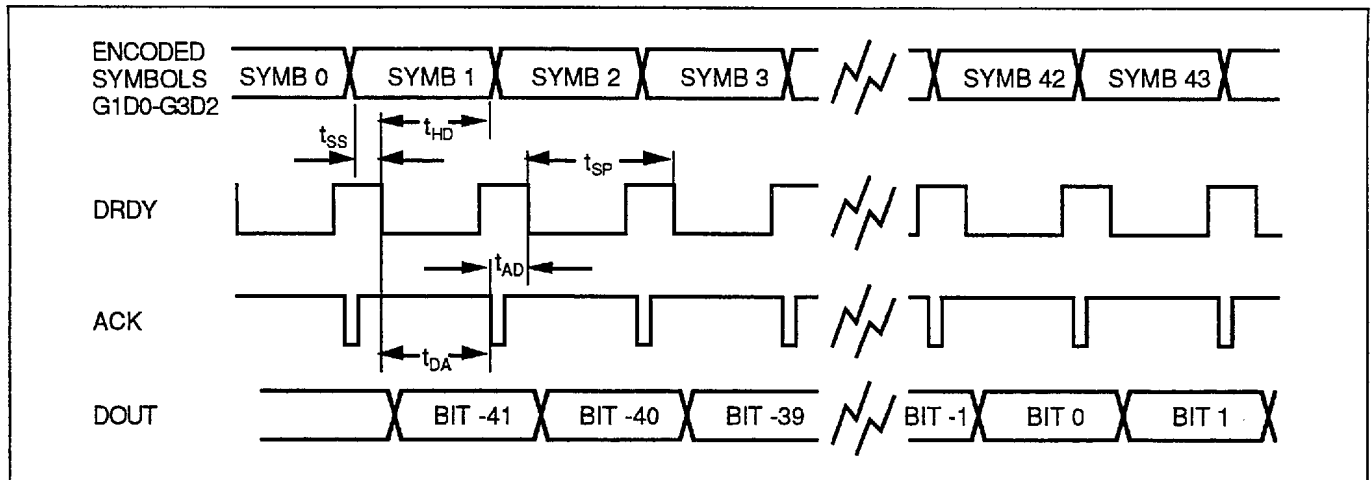 ENCODED
SYMBOLS
G1D0-G3D2
SYMB 0 SYMB 1 SYMB 2 SYMB 3 SYMB 42 SYMB 43
tSS tHD
tSP
DRDY
tAD
ACK
tDA
DOUT
BIT -41 BIT -40 BIT -39 BIT -1 BIT 0 BIT 1